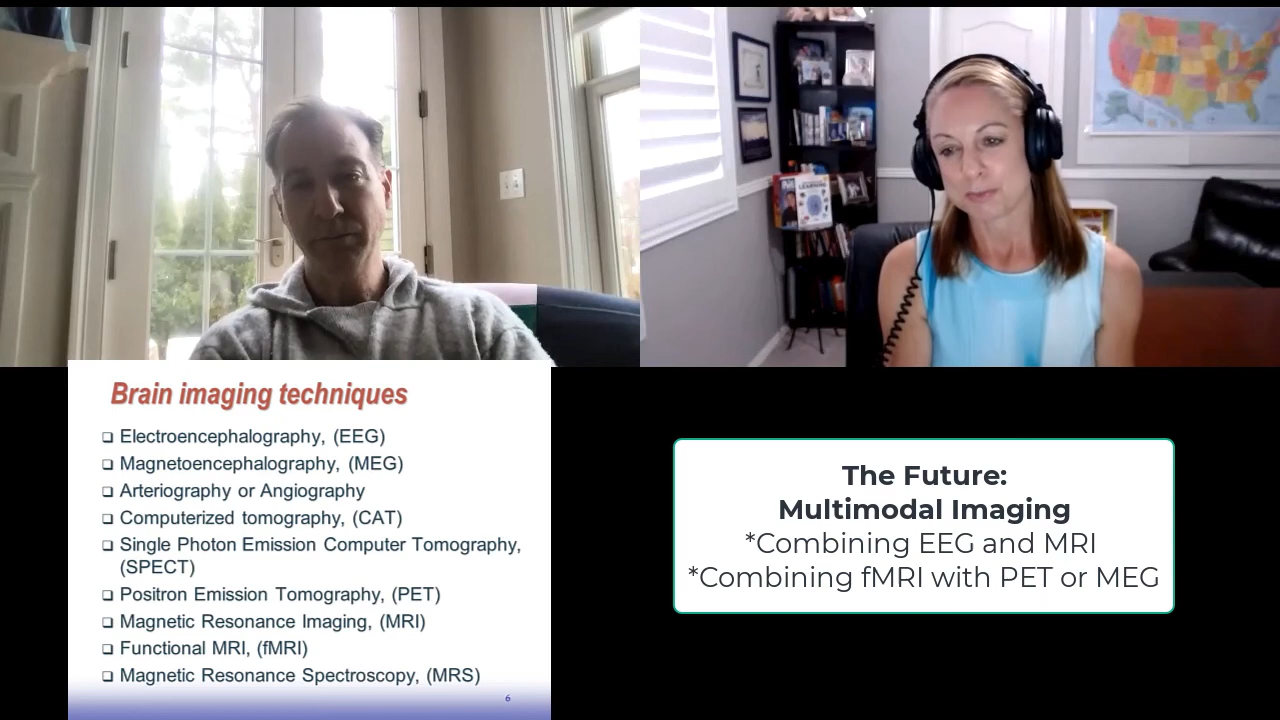 LEARNING
Brain imaging techniques
❑ Electroencephalography, (EEG)
❑ Magnetoencephalography, (MEG)
❑ Arteriography or Angiography
❑ Computerized tomography, (CAT)
❑ Single Photon Emission Computer Tomography,
(SPECT)
❑ Positron Emission Tomography, (PET)
❑ Magnetic Resonance Imaging, (MRI)
❑ Functional MRI, (fMRI)
❑ Magnetic Resonance Spectroscopy, (MRS)
6
The Future:
Multimodal Imaging
*Combining EEG and MRI
*Combining fMRI with PET or MEG